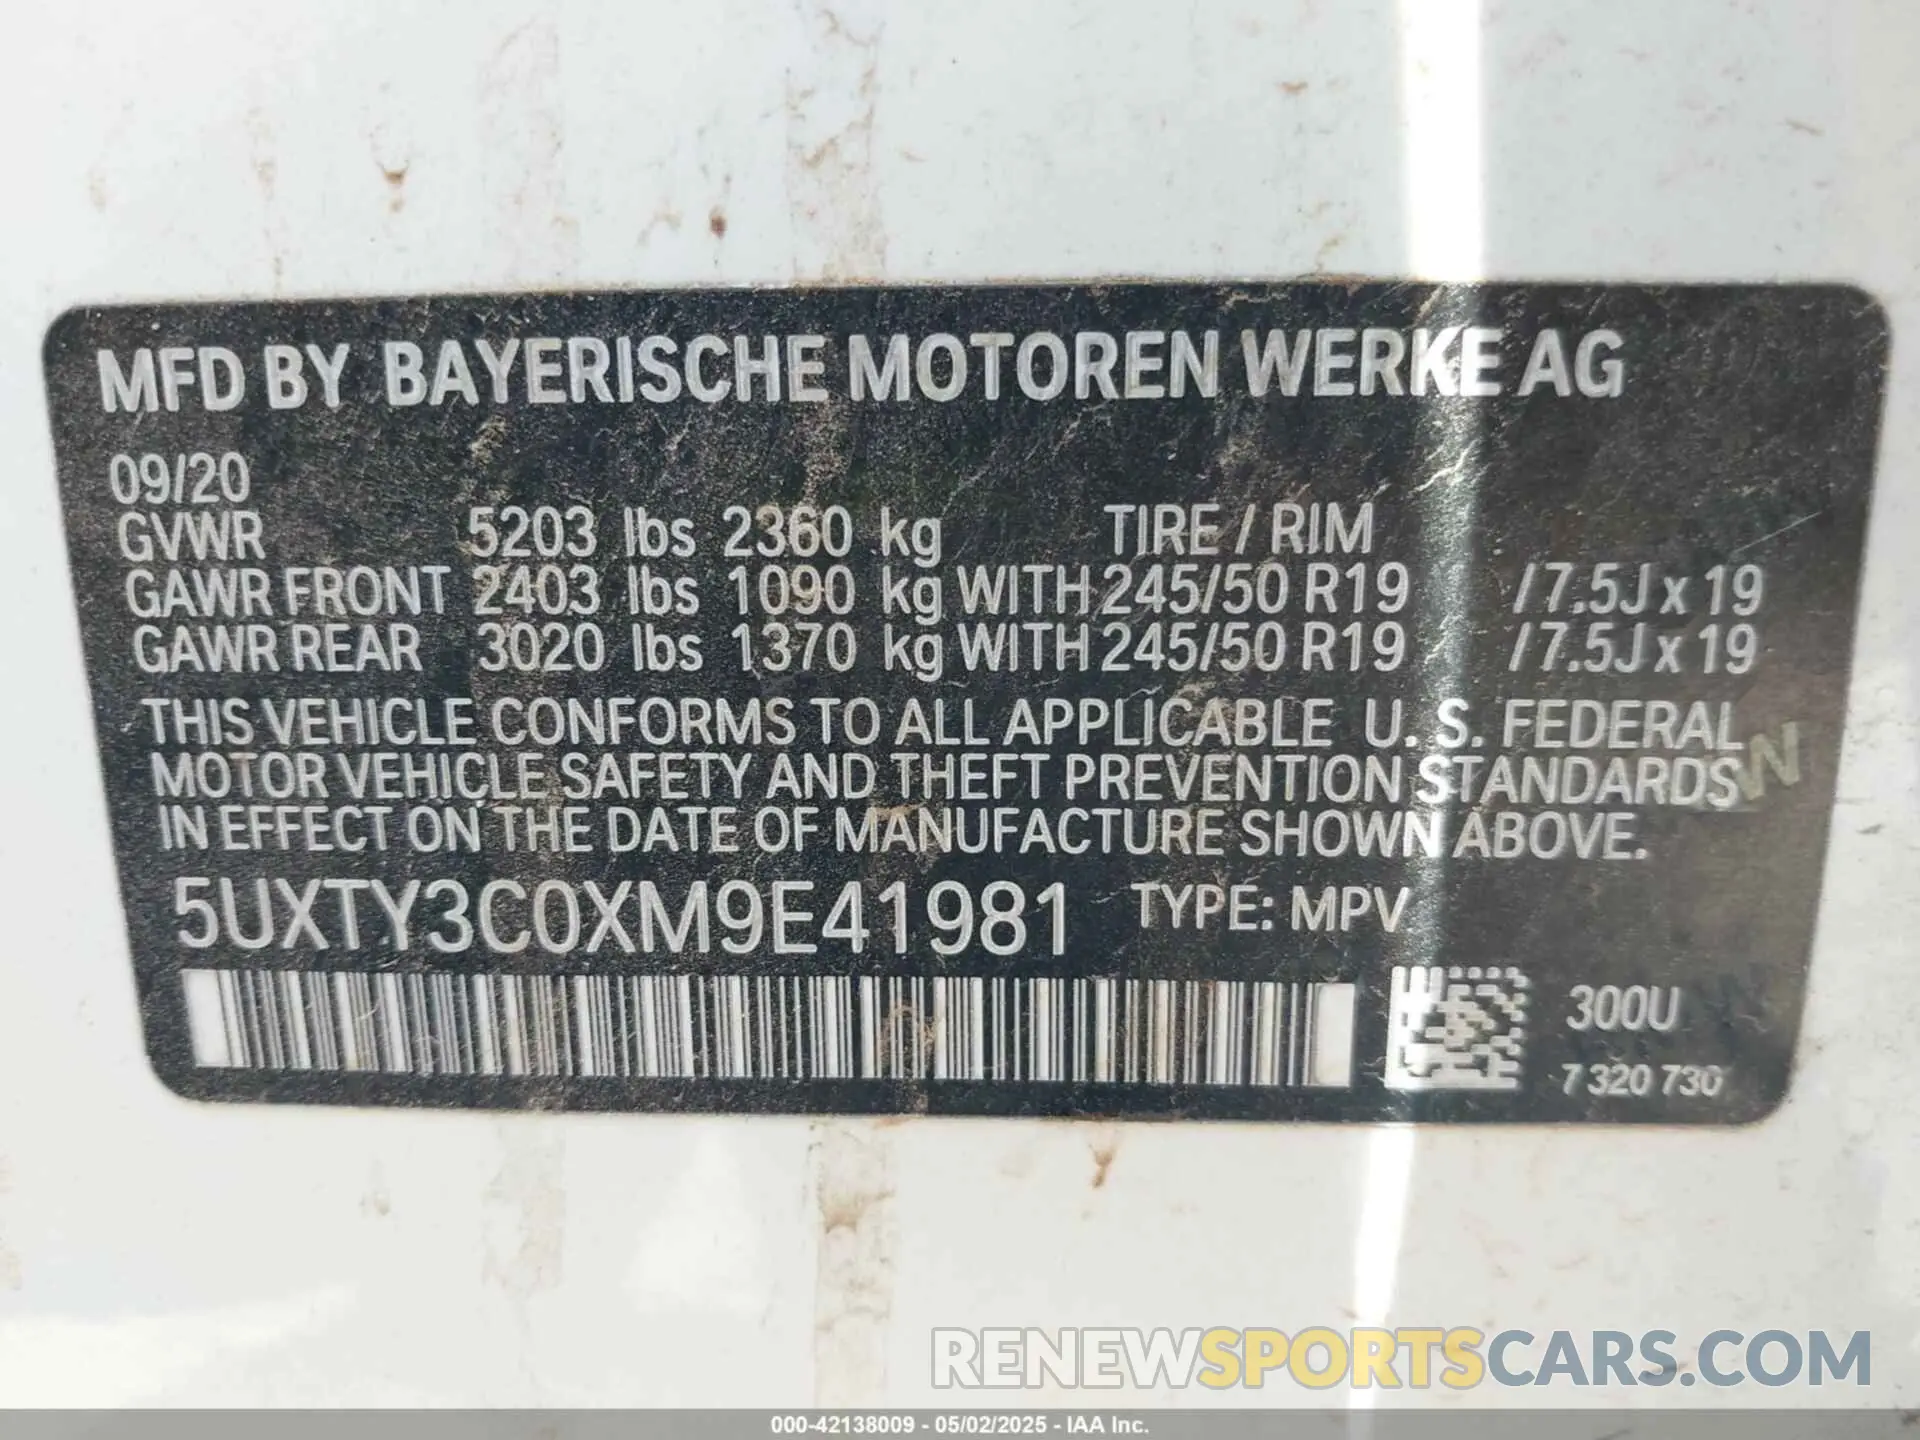 MFD BY BAYERISCHE MOTOREN WERKE AG
09/20
GVWR 5203 lbs 2360 kg TIRE / RIM
GAWR FRONT 2403 lbs 1090 kg WITH 245/50 R19 /7.5J x 19
GAWR REAR 3020 lbs 1370 kg WITH 245/50 R19 /7.5J x 19
THIS VEHICLE CONFORMS TO ALL APPLICABLE U. S. FEDERAL
MOTOR VEHICLE SAFETY AND THEFT PREVENTION STANDARDS
IN EFFECT ON THE DATE OF MANUFACTURE SHOWN ABOVE.
5UXTY3C0XM9E41981 TYPE: MPV
300U
7 320 730
W
RENEWSPORTSCARS.COM
000-42138009 - 05/02/2025 - IAA Inc.